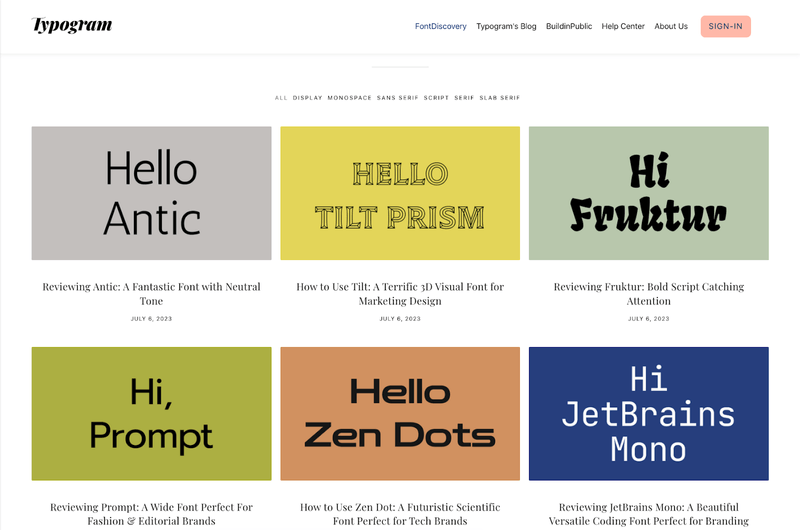 Typogram
FontDiscovery Typogram's Blog BuildinPublic Help Center About Us SIGN-IN
ALL DISPLAY MONOSPACE SANS SERIF SCRIPT SERIF SLAB SERIF
Hello
Antic
HELLO
TILT PRISM
Hi
Fruktur
Reviewing Antic: A Fantastic Font with Neutral
Tone
JULY 6, 2023
How to Use Tilt: A Terrific 3D Visual Font for
Marketing Design
JULY 6, 2023
Reviewing Fruktur: Bold Script Catching
Attention
JULY 6, 2023
Hi,
Prompt
Hello
Zen Dots
Hi
JetBrains
Mono
Reviewing Prompt: A Wide Font Perfect For
Fashion & Editorial Brands
How to Use Zen Dot: A Futuristic Scientific
Font Perfect for Tech Brands
Reviewing JetBrains Mono: A Beautiful
Versatile Coding Font Perfect for Branding